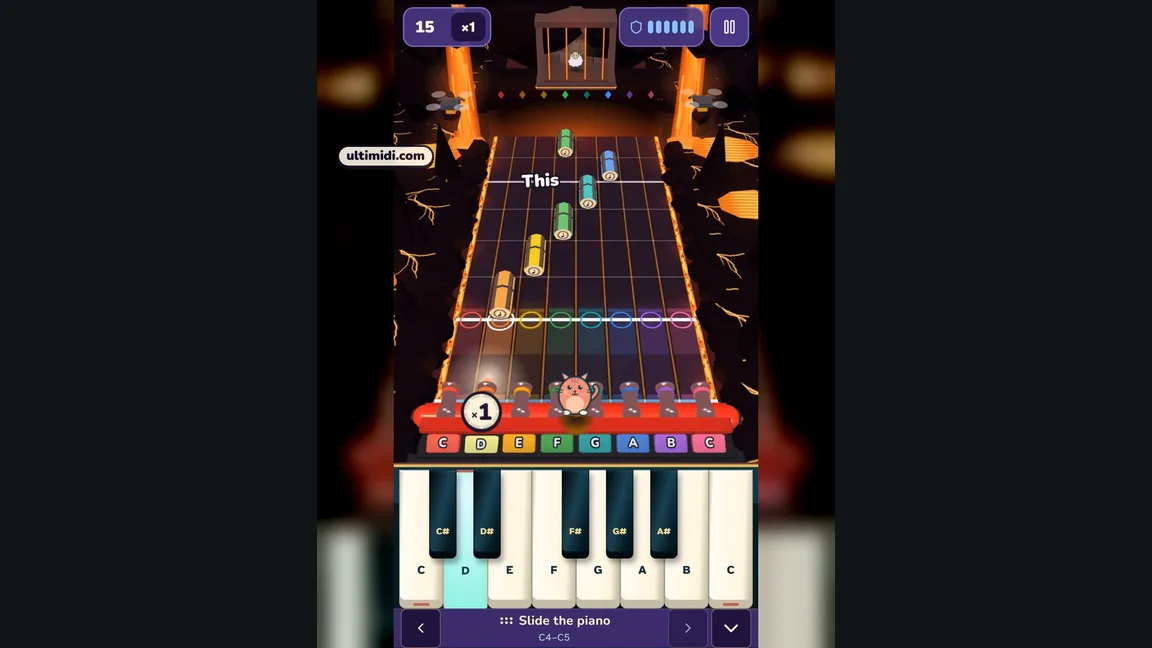 15 ×1
ultimidi.com
This
×1
C D E F G A B C
C# D# F# G# A#
C D E F G A B C
Slide the piano
C4–C5